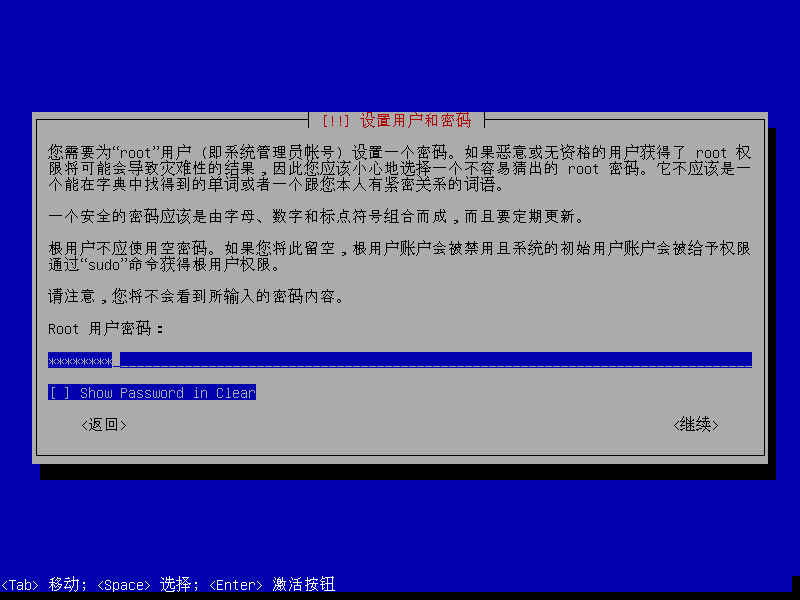 [!!] 设置用户和密码
您需要为“root”用户 (即系统管理员帐号) 设置一个密码。如果恶意或无资格的用户获得了 root 权
限将可能会导致灾难性的结果，因此您应该小心地选择一个不容易猜出的 root 密码。它不应该是一
个能在字典中找得到的单词或者一个跟您本人有紧密关系的词语。
一个安全的密码应该是由字母、数字和标点符号组合而成，而且要定期更新。
根用户不应使用空密码。如果您将此留空，根用户账户会被禁用且系统的初始用户账户会被给予权限
通过“sudo”命令获得根用户权限。
请注意，您将不会看到所输入的密码内容。
Root 用户密码：
********
[ ] Show Password in Clear
<返回> <继续>
<Tab> 移动; <Space> 选择; <Enter> 激活按钮